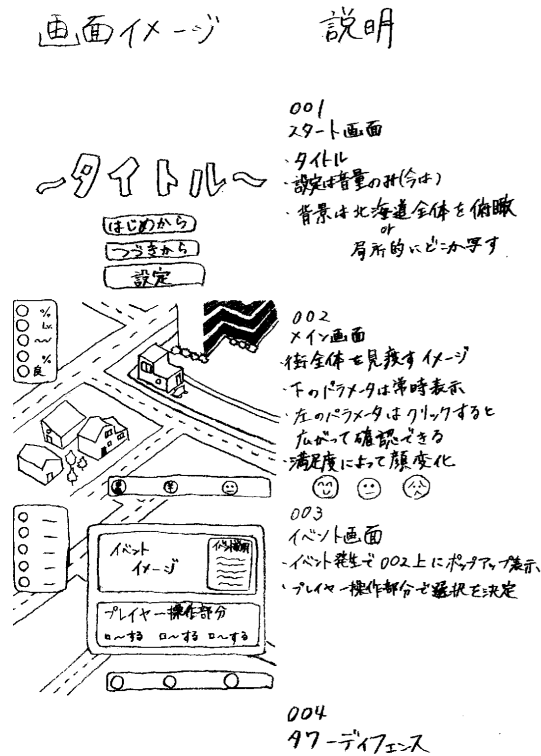 画面イメージ
説明
001
スタート画面
・タイトル
・設定は音量のみ(今は)
・背景は北海道全体を俯瞰
or
局所的にどこか写す
〜タイトル〜
はじめから
つづきから
設定
002
メイン画面
・街全体を見渡すイメージ
・下のパラメータは常時表示
・左のパラメータはクリックすると
広がって確認できる
・満足度によって顔変化
%
Lv.
〜
%
良
003
イベント画面
・イベント発生で002上にポップアップ表示
・プレイヤー操作部分で選択を決定
イベント
イメージ
イベント説明
プレイヤー操作部分
□〜する □〜する □〜する
004
タワーディフェンス